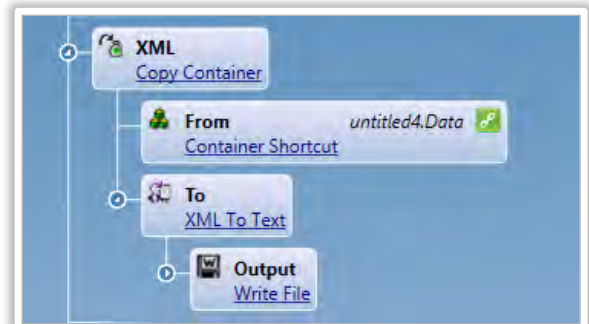 XML
Copy Container
From untitled4.Data
Container Shortcut
To
XML To Text
Output
Write File